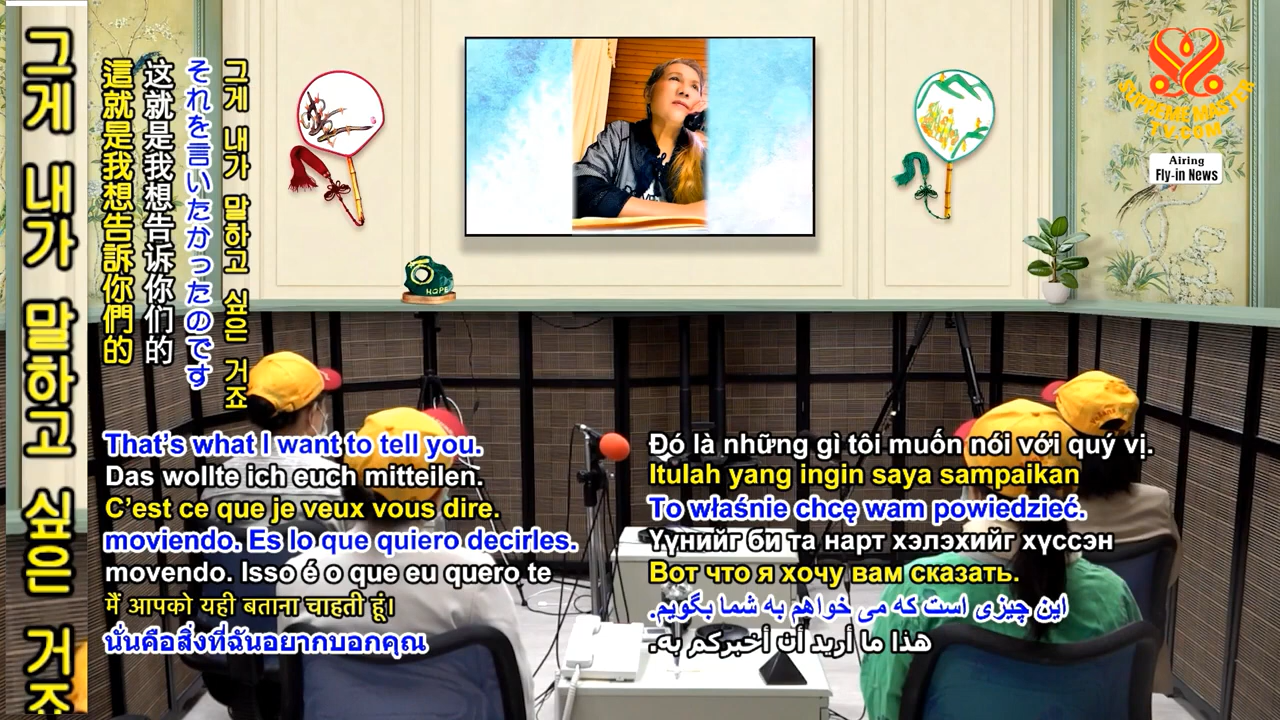 그게 내가 말하고 싶은 거죠
這就是我想告訴你們的
这就是我想告诉你们的
それを言いたかったのです
그게 내가 말하고 싶은 거죠
SUPREME MASTER
TV.COM
Airing
Fly-in News
HOPE
That's what I want to tell you.
Das wollte ich euch mitteilen.
C'est ce que je veux vous dire.
moviendo. Es lo que quiero decirles.
movendo. Isso é o que eu quero te
मैं आपको यही बताना चाहती हूं।
นั่นคือสิ่งที่ฉันอยากบอกคุณ
Đó là những gì tôi muốn nói với quý vị.
Itulah yang ingin saya sampaikan
To właśnie chcę wam powiedzieć.
Үүнийг би та нарт хэлэхийг хүссэн
Вот что я хочу вам сказать.
این چیزی است که می خواهم به شما بگویم.
هذا ما أريد أن أخبركم به.